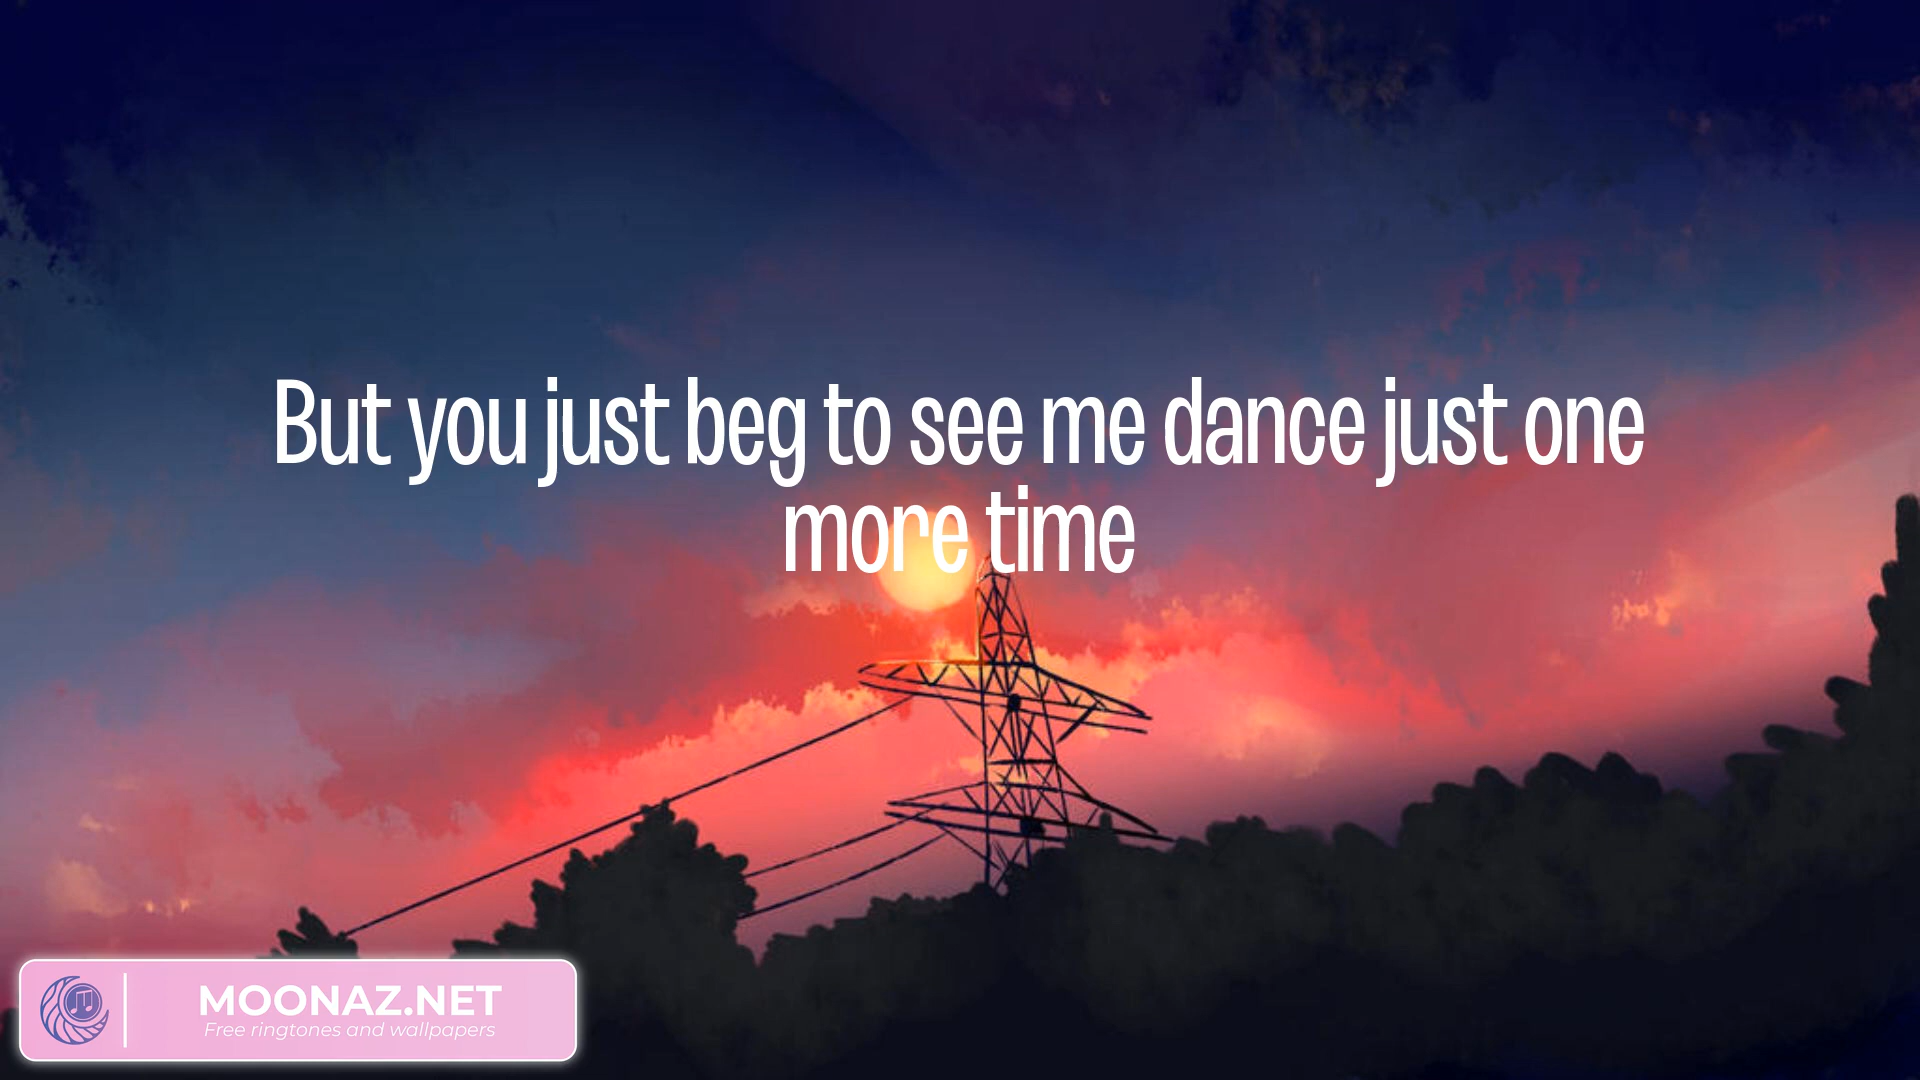 But you just beg to see me dance just one
more time
MOONAZ.NET
Free ringtones and wallpapers